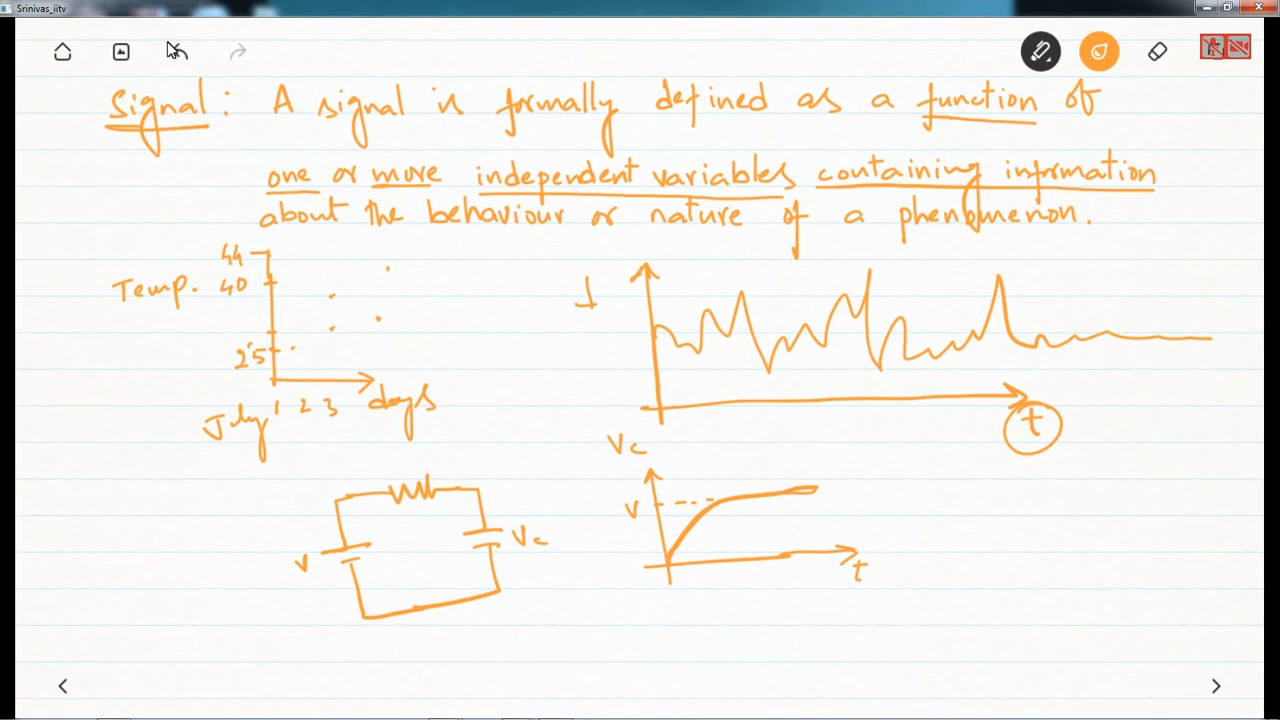 Srinivas_iitv
Signal : A signal is formally defined as a function of
one or more independent variables containing information
about the behaviour or nature of a phenomenon.
44
Temp. 40
25
July 1 2 3 days
t
Vc
V
t
V
Vc